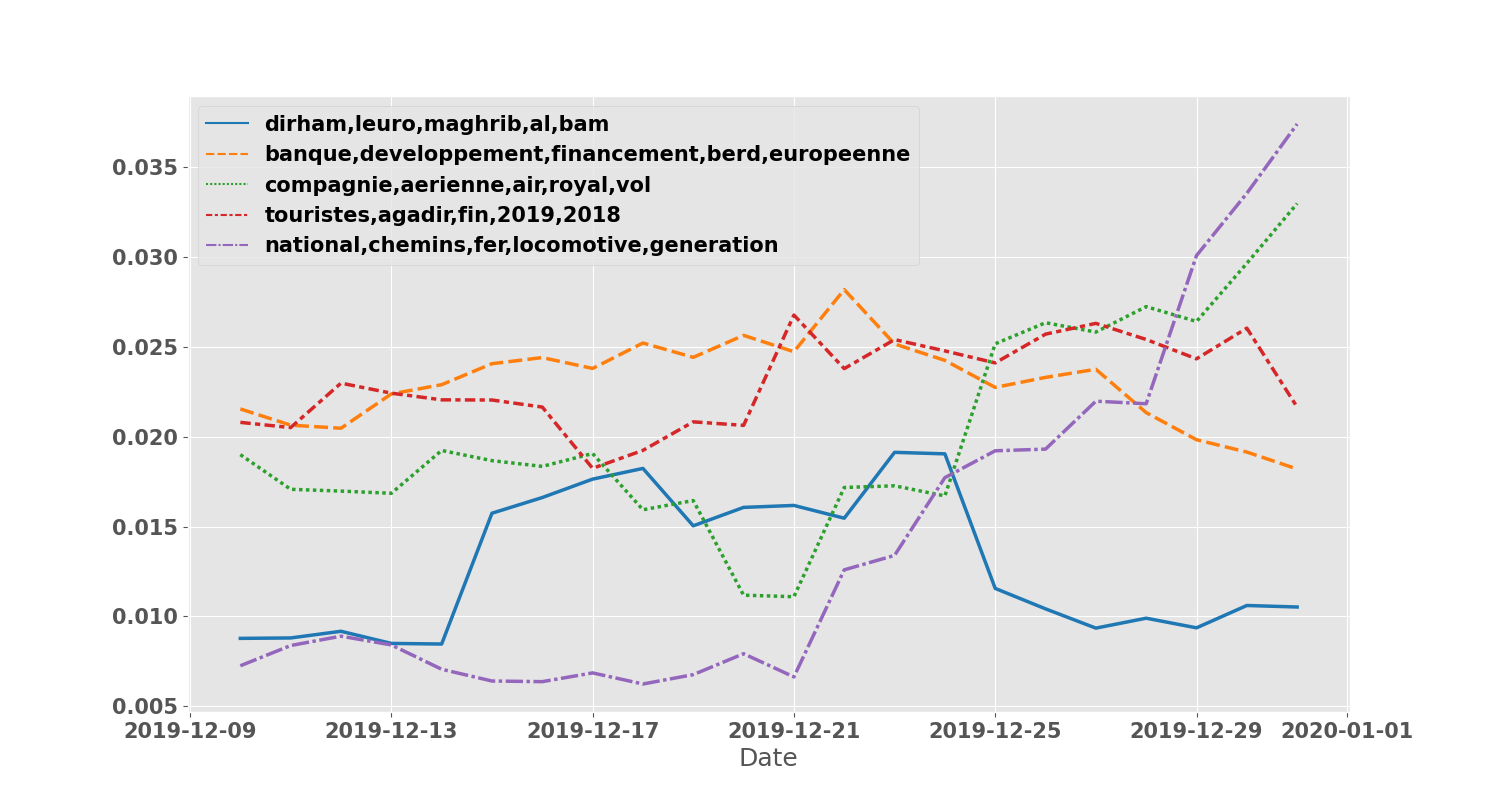 dirham,leuro,maghrib,al,bam
banque,developpement,financement,berd,europeenne
compagnie,aerienne,air,royal,vol
touristes,agadir,fin,2019,2018
national,chemins,fer,locomotive,generation
0.035
0.030
0.025
0.020
0.015
0.010
0.005
2019-12-09 2019-12-13 2019-12-17 2019-12-21 2019-12-25 2019-12-29 2020-01-01
Date